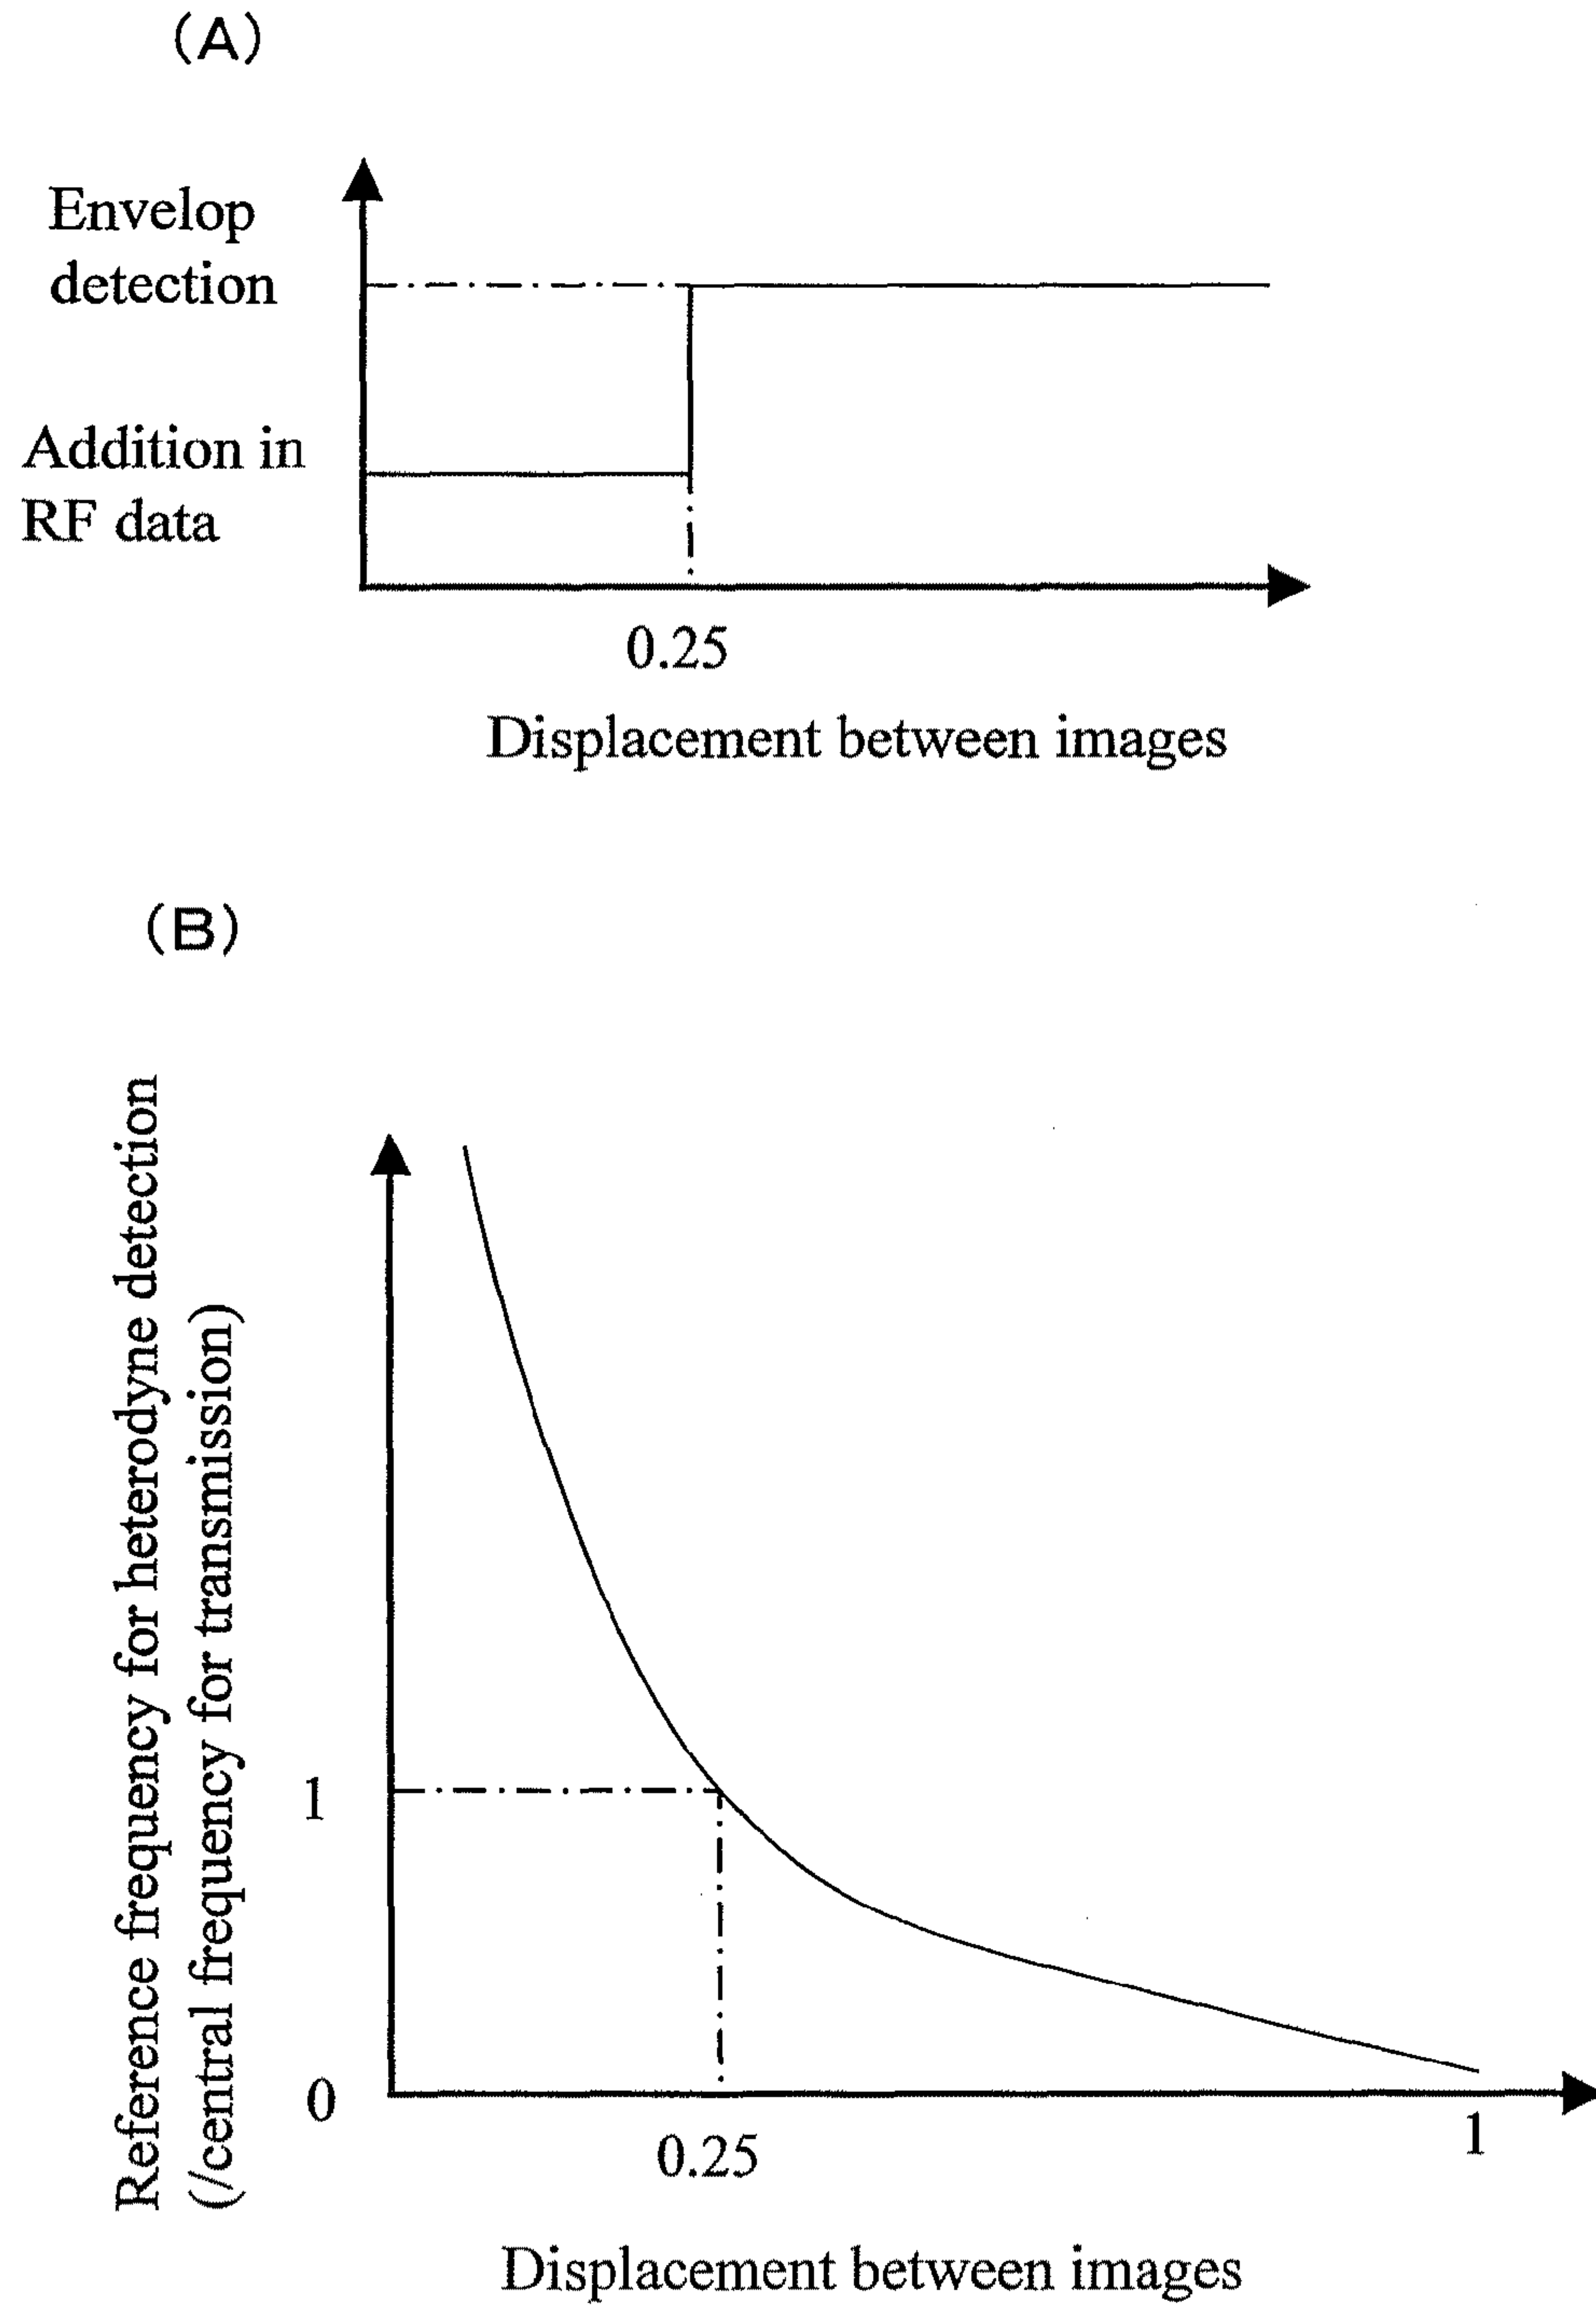 (A)
Envelop
detection
Addition in
RF data
0.25
Displacement between images
(B)
Reference frequency for heterodyne detection
(/central frequency for transmission)
1
0
0.25
1
Displacement between images